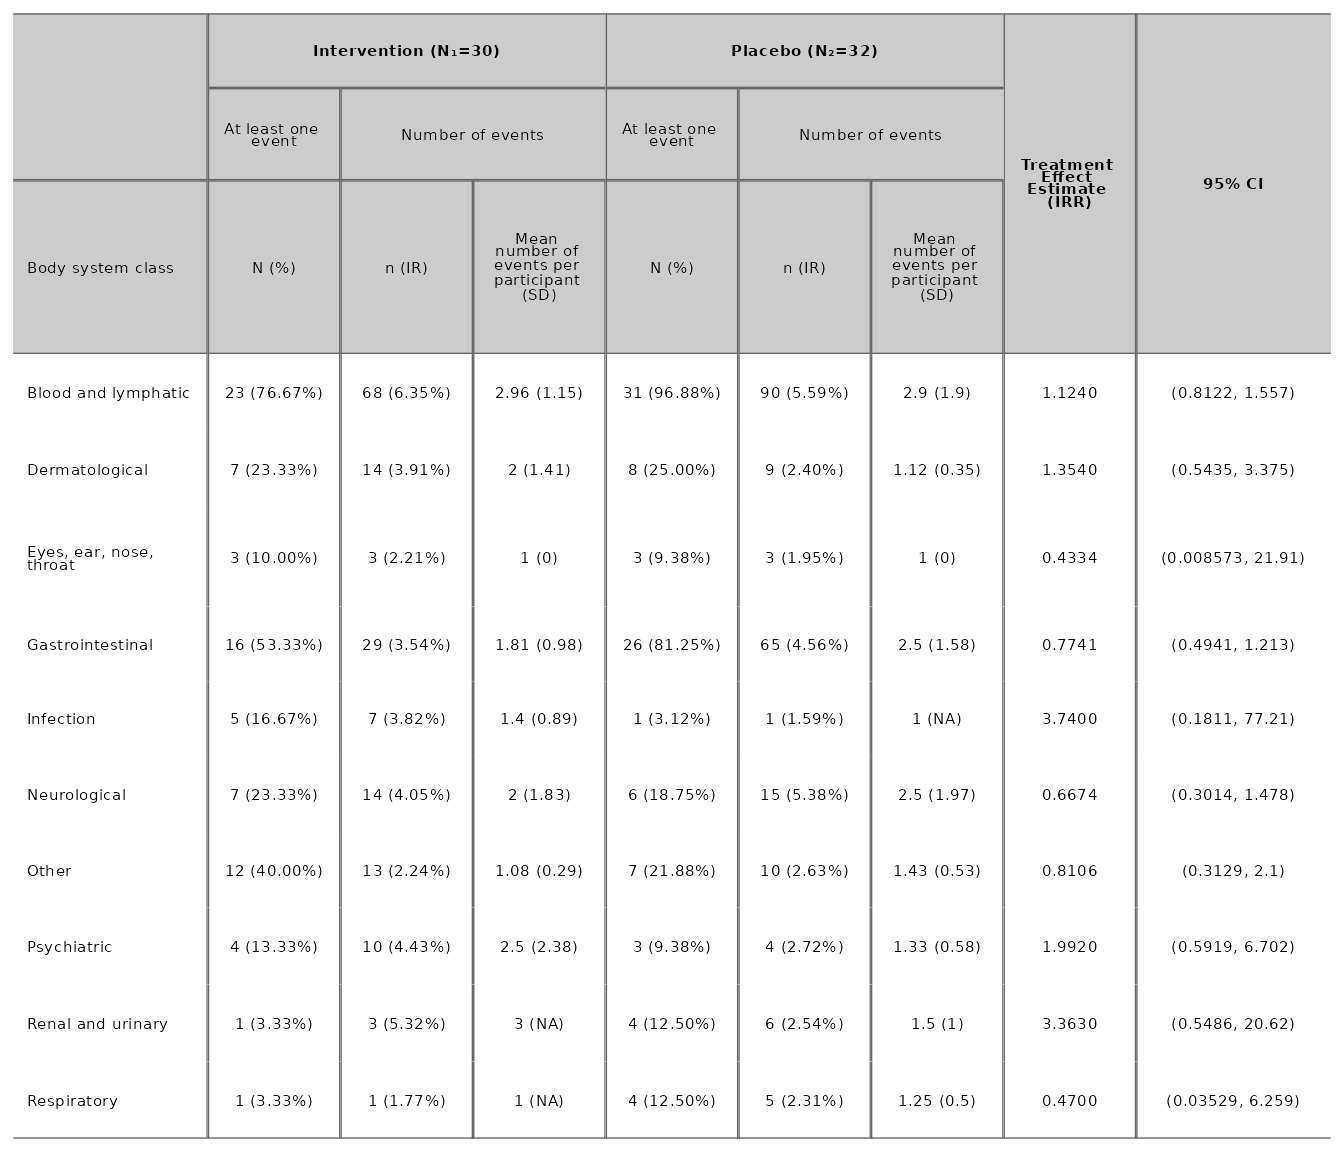 Intervention (N₁=30)
Placebo (N₂=32)
Treatment
Effect
Estimate
(IRR)
95% CI
At least one
event
Number of events
At least one
event
Number of events
Body system class
N (%)
n (IR)
Mean
number of
events per
participant
(SD)
N (%)
n (IR)
Mean
number of
events per
participant
(SD)
Blood and lymphatic 23 (76.67%) 68 (6.35%) 2.96 (1.15) 31 (96.88%) 90 (5.59%) 2.9 (1.9) 1.1240 (0.8122, 1.557)
Dermatological 7 (23.33%) 14 (3.91%) 2 (1.41) 8 (25.00%) 9 (2.40%) 1.12 (0.35) 1.3540 (0.5435, 3.375)
Eyes, ear, nose,
throat
3 (10.00%) 3 (2.21%) 1 (0) 3 (9.38%) 3 (1.95%) 1 (0) 0.4334 (0.008573, 21.91)
Gastrointestinal 16 (53.33%) 29 (3.54%) 1.81 (0.98) 26 (81.25%) 65 (4.56%) 2.5 (1.58) 0.7741 (0.4941, 1.213)
Infection 5 (16.67%) 7 (3.82%) 1.4 (0.89) 1 (3.12%) 1 (1.59%) 1 (NA) 3.7400 (0.1811, 77.21)
Neurological 7 (23.33%) 14 (4.05%) 2 (1.83) 6 (18.75%) 15 (5.38%) 2.5 (1.97) 0.6674 (0.3014, 1.478)
Other 12 (40.00%) 13 (2.24%) 1.08 (0.29) 7 (21.88%) 10 (2.63%) 1.43 (0.53) 0.8106 (0.3129, 2.1)
Psychiatric 4 (13.33%) 10 (4.43%) 2.5 (2.38) 3 (9.38%) 4 (2.72%) 1.33 (0.58) 1.9920 (0.5919, 6.702)
Renal and urinary 1 (3.33%) 3 (5.32%) 3 (NA) 4 (12.50%) 6 (2.54%) 1.5 (1) 3.3630 (0.5486, 20.62)
Respiratory 1 (3.33%) 1 (1.77%) 1 (NA) 4 (12.50%) 5 (2.31%) 1.25 (0.5) 0.4700 (0.03529, 6.259)